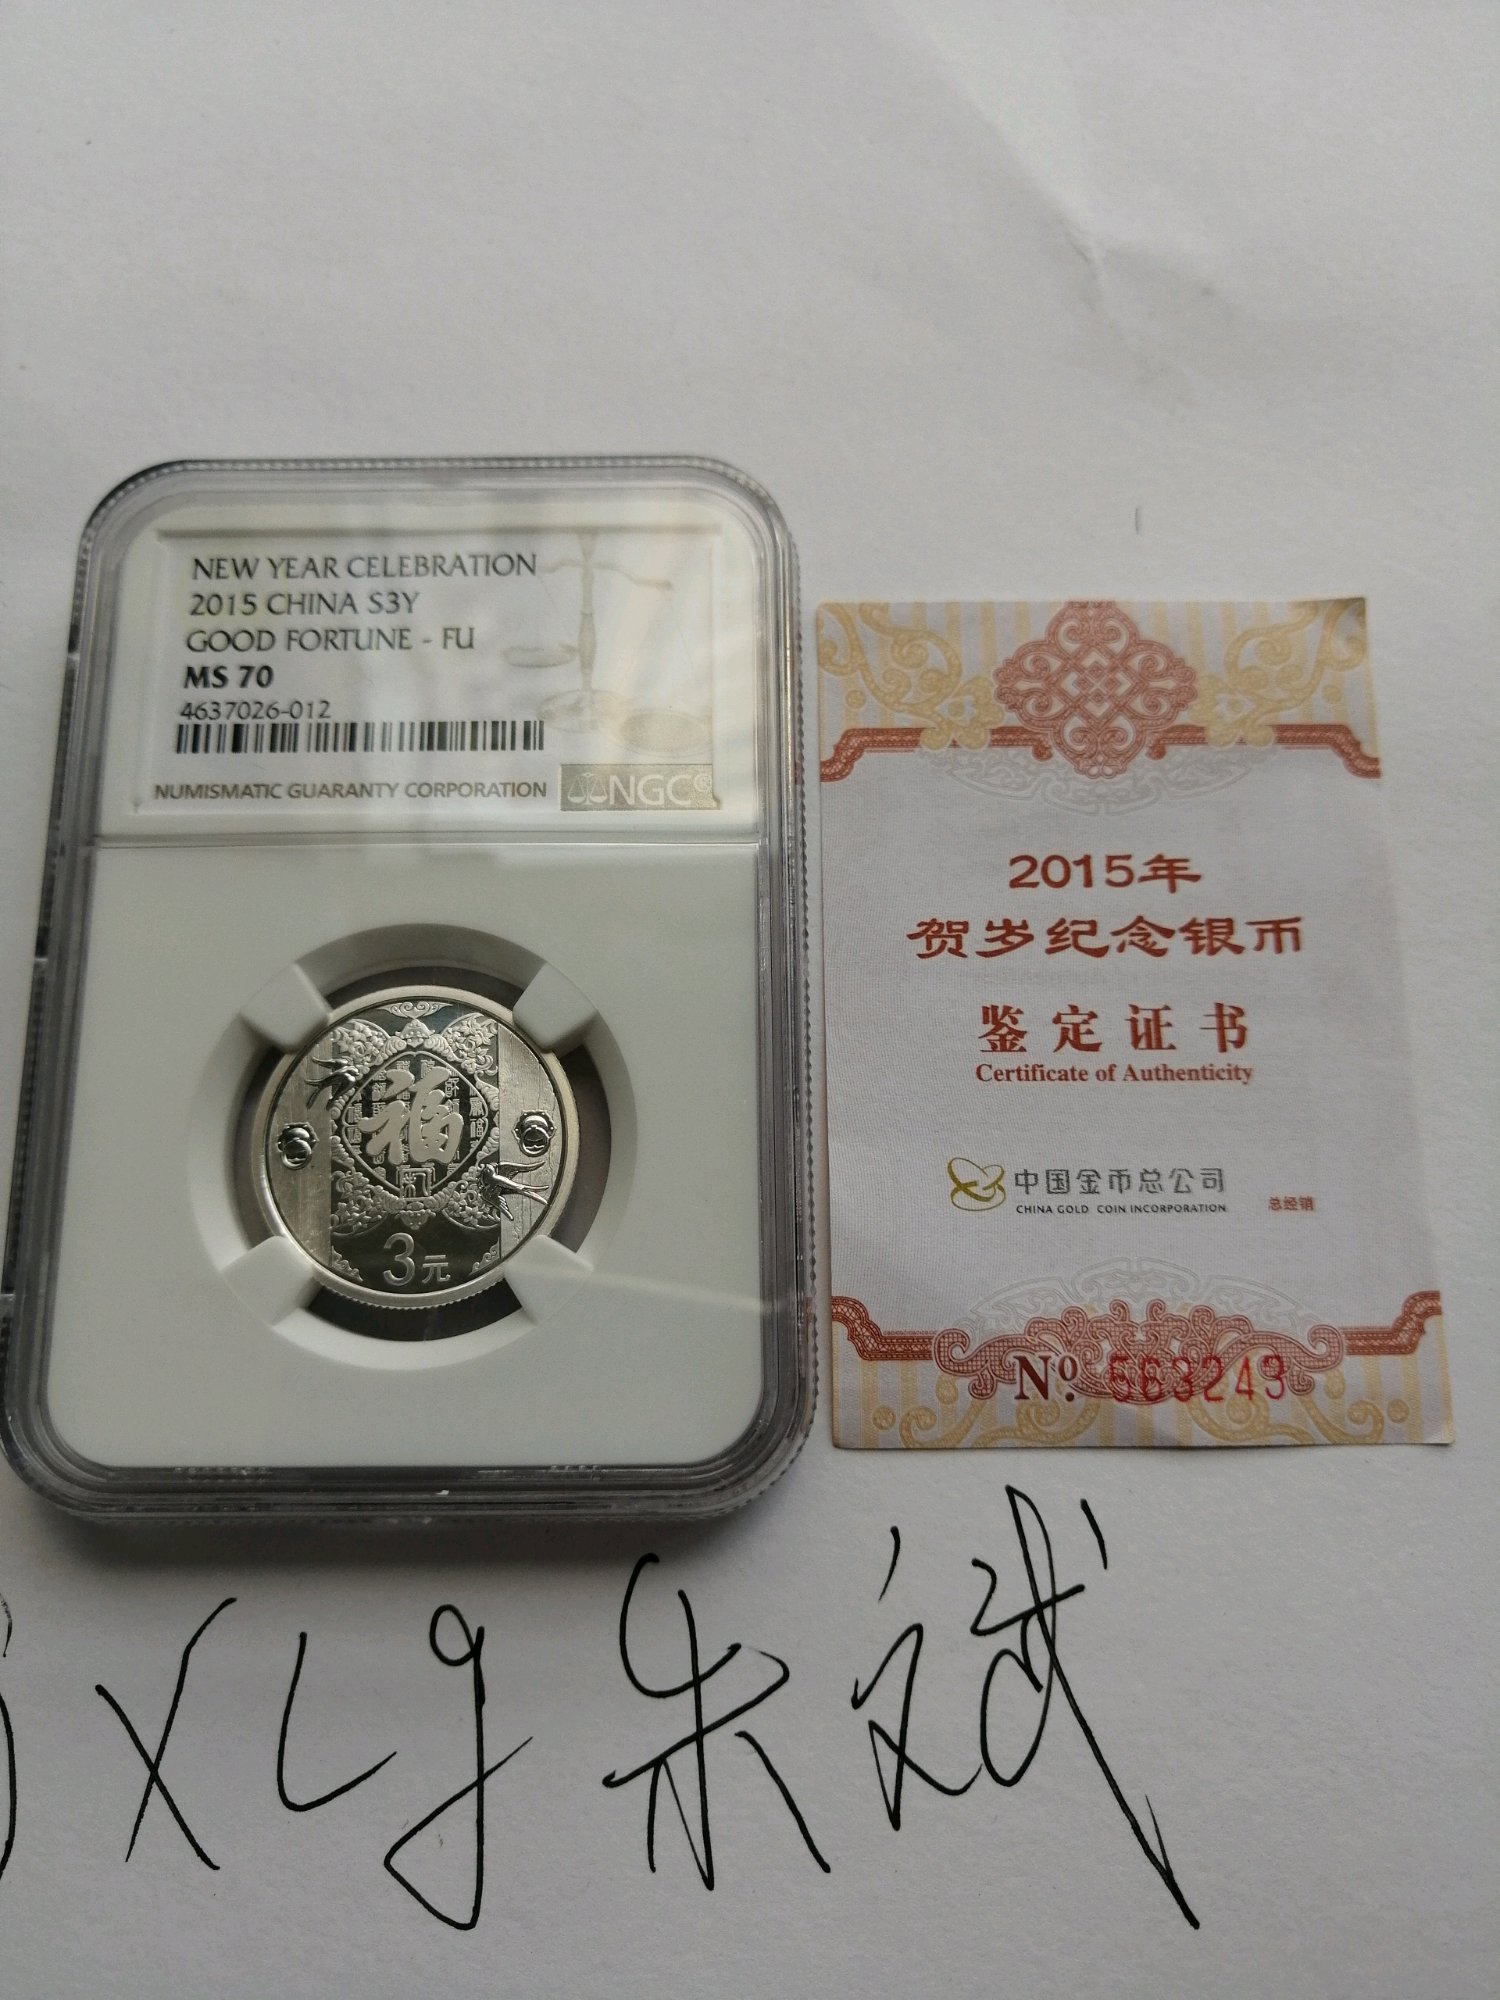 NEW YEAR CELEBRATION
2015 CHINA S3Y
GOOD FORTUNE - FU
MS 70
4637026-012
NUMISMATIC GUARANTY CORPORATION NGC
福
3元
2015年
贺岁纪念银币
鉴定证书
Certificate of Authenticity
中国金币总公司
CHINA GOLD COIN INCORPORATION
总经销
Nº. 563243